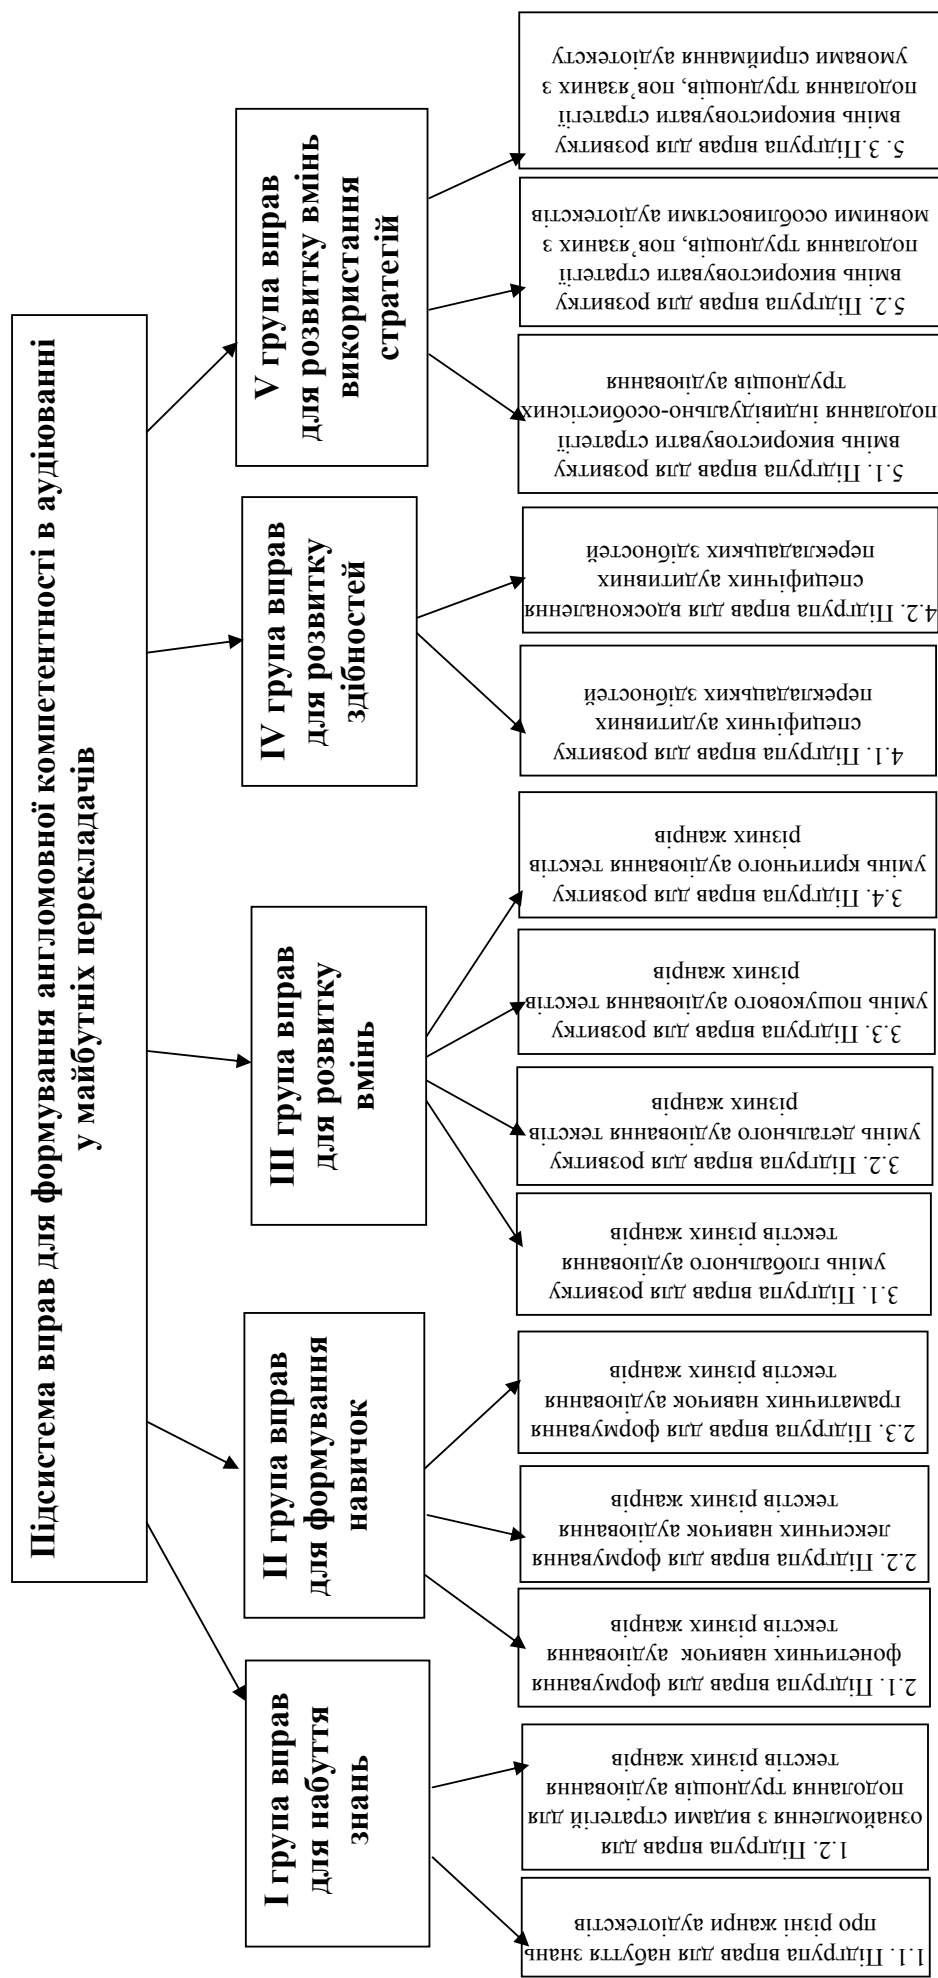 Підсистема вправ для формування англомовної компетентності в аудіюванні
у майбутніх перекладачів
І група вправ
для набуття
знань
ІІ група вправ
для формування
навичок
ІІІ група вправ
для розвитку
вмінь
IV група вправ
для розвитку
здібностей
V група вправ
для розвитку вмінь
використання
стратегій
1.1. Підгрупа вправ для набуття знань
про різні жанри аудіотекстів
1.2. Підгрупа вправ для
ознайомлення з видами стратегій для
подолання труднощів аудіювання
текстів різних жанрів
2.1. Підгрупа вправ для формування
фонетичних навичок аудіювання
текстів різних жанрів
2.2. Підгрупа вправ для формування
лексичних навичок аудіювання
текстів різних жанрів
2.3. Підгрупа вправ для формування
граматичних навичок аудіювання
текстів різних жанрів
3.1. Підгрупа вправ для розвитку
умінь глобального аудіювання
текстів різних жанрів
3.2. Підгрупа вправ для розвитку
умінь детального аудіювання текстів
різних жанрів
3.3. Підгрупа вправ для розвитку
умінь пошукового аудіювання текстів
різних жанрів
3.4. Підгрупа вправ для розвитку
умінь критичного аудіювання текстів
різних жанрів
4.1. Підгрупа вправ для розвитку
специфічних аудитивних
перекладацьких здібностей
4.2. Підгрупа вправ для вдосконалення
специфічних аудитивних
перекладацьких здібностей
5.1. Підгрупа вправ для розвитку
вмінь використовувати стратегії
подолання індивідуально-особистісних
труднощів аудіювання
5.2. Підгрупа вправ для розвитку
вмінь використовувати стратегії
подолання труднощів, пов’язаних з
мовними особливостями аудіотекстів
5. 3.Підгрупа вправ для розвитку
вмінь використовувати стратегії
подолання труднощів, пов’язаних з
умовами сприймання аудіотексту